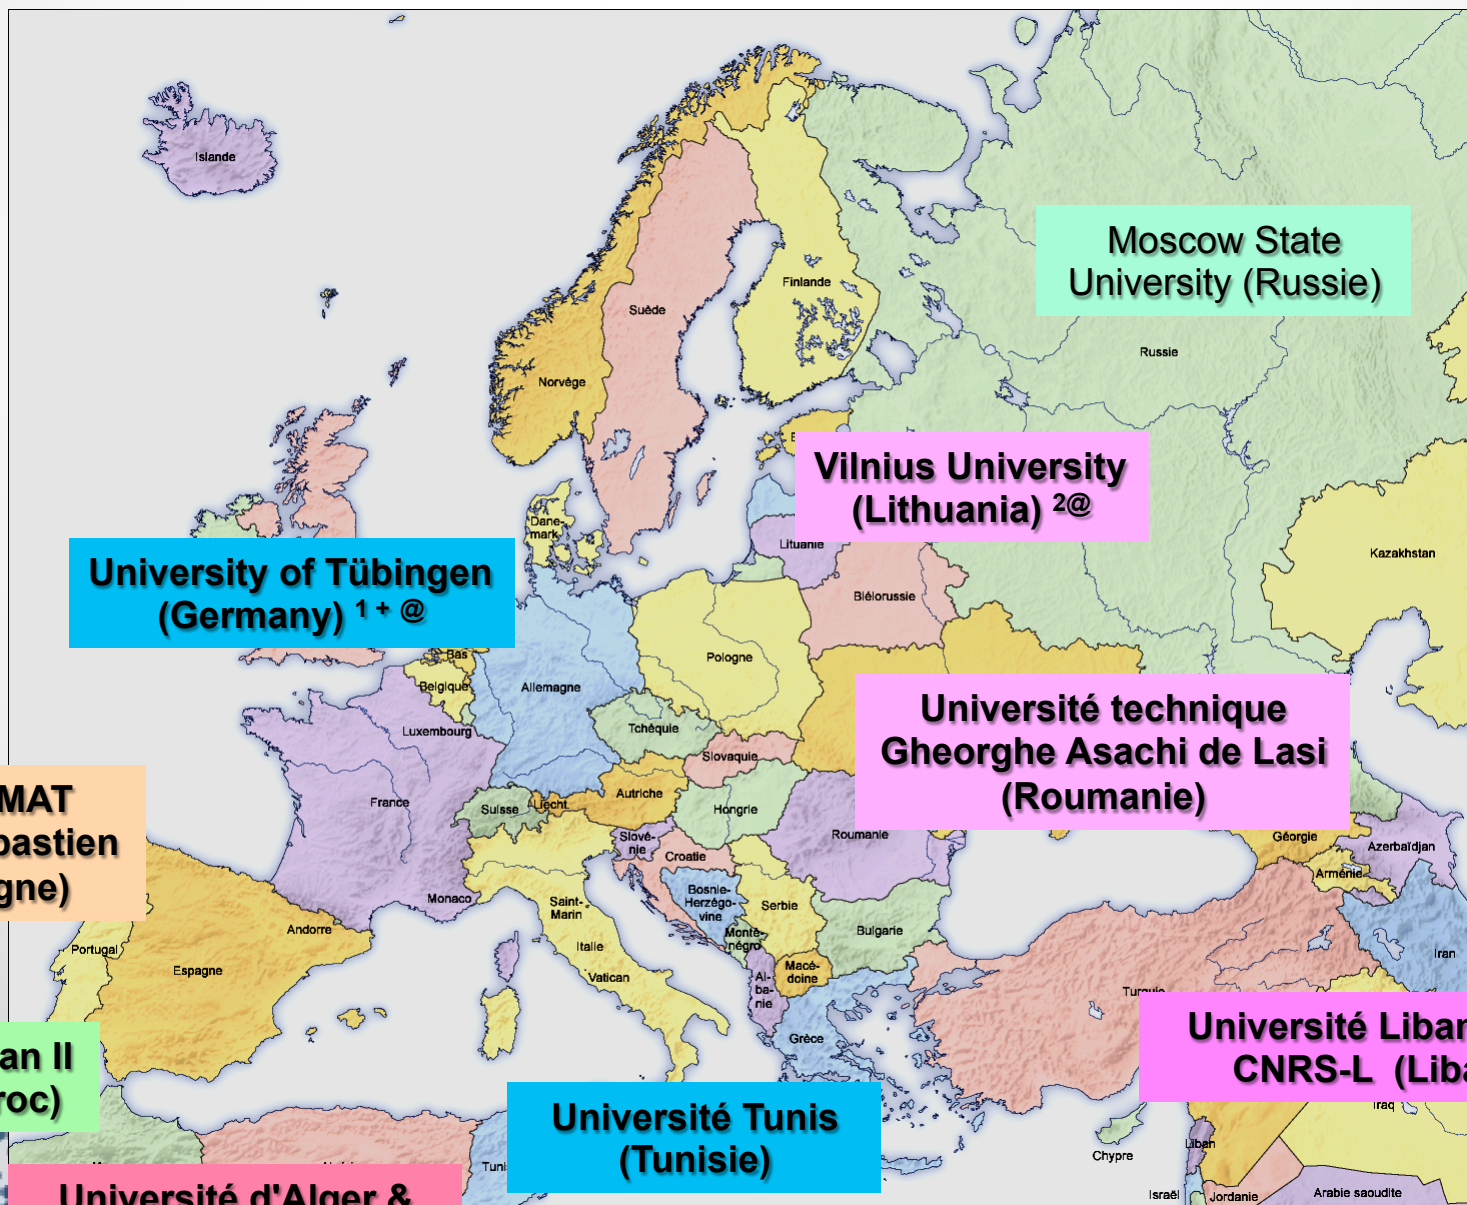 Islande
Moscow State
University (Russie)
Finlande
Suède
Russie
Norvège
Vilnius University
(Lithuania) 2@
Dane-
mark
Lituanie
Kazakhstan
University of Tübingen
(Germany) 1 + @
Biélorussie
Bas
Pologne
Belgique
Allemagne
Université technique
Gheorghe Asachi de Lasi
(Roumanie)
Luxembourg
Tchéquie
Slovaquie
MAT
bastien
gne)
France
Suisse
Liecht.
Autriche
Hongrie
Slové-
nie
Roumanie
Géorgie
Azerbaïdjan
Croatie
Arménie
Monaco
Saint-
Marin
Bosnie-
Herzégo-
vine
Serbie
Andorre
Portugal
Espagne
Italie
Monté-
négro
Bulgarie
Iran
Vatican
Al-
ba-
nie
Macé-
doine
Turquie
Grèce
an II
roc)
Université Liban
CNRS-L (Liba
Iraq
Université Tunis
(Tunisie)
Tunis
Chypre
Liban
Université d'Alger &
Israël
Jordanie
Arabie saoudite